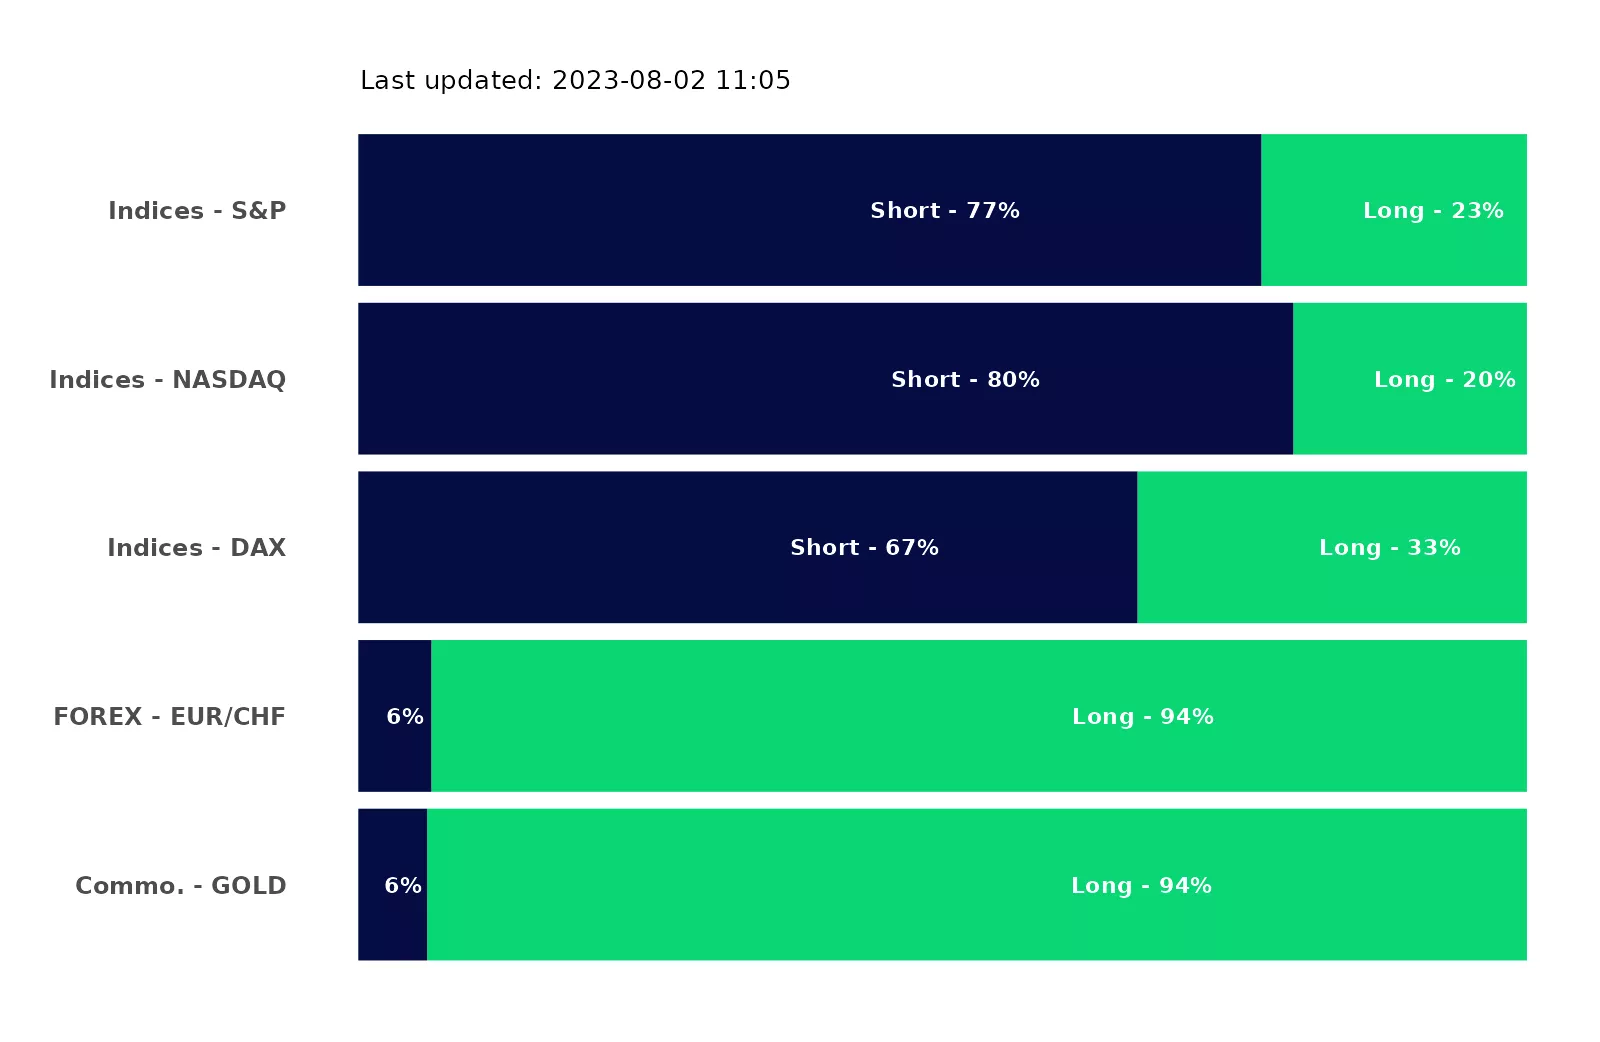 Last updated: 2023-08-02 11:05
Indices - S&P Short - 77% Long - 23%
Indices - NASDAQ Short - 80% Long - 20%
Indices - DAX Short - 67% Long - 33%
FOREX - EUR/CHF 6% Long - 94%
Commo. - GOLD 6% Long - 94%